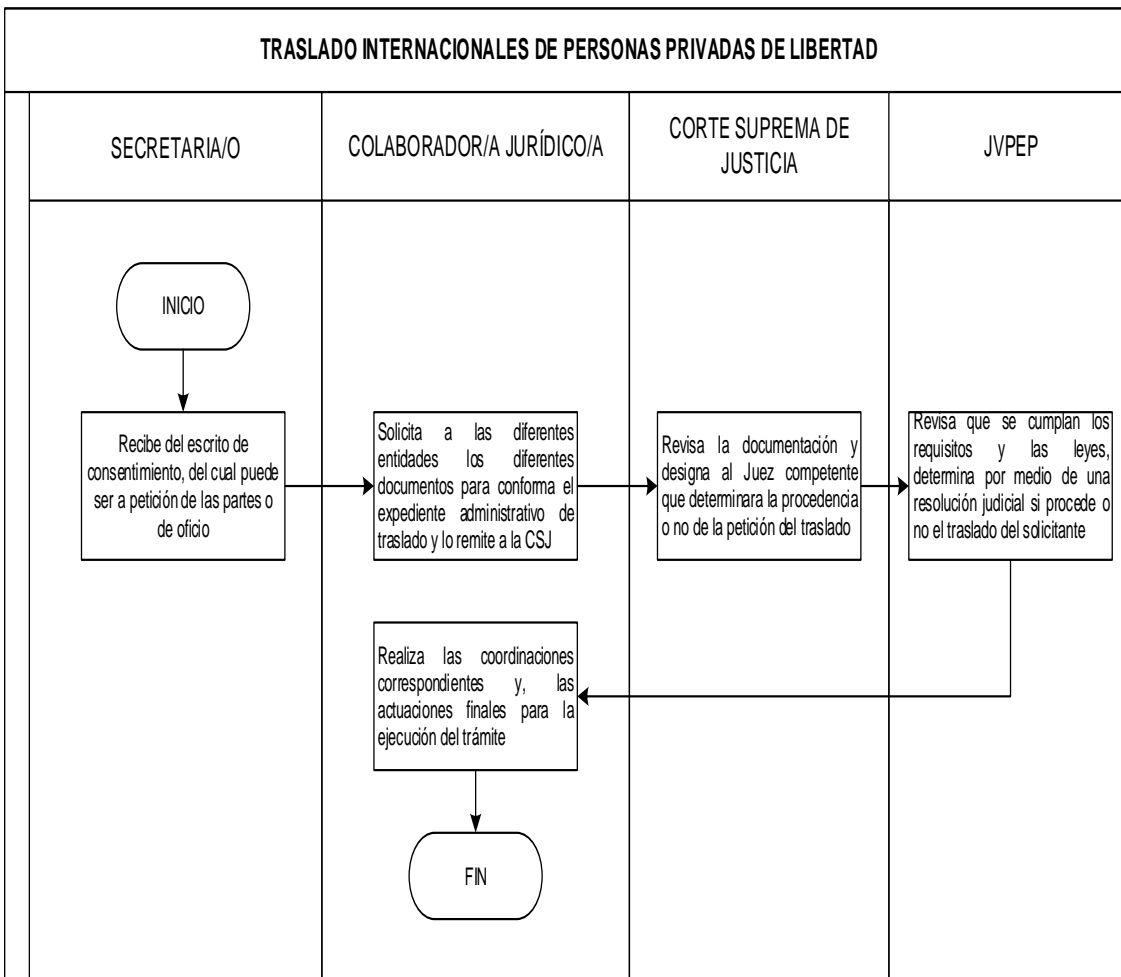 TRASLADO INTERNACIONALES DE PERSONAS PRIVADAS DE LIBERTAD
SECRETARIA/O
COLABORADOR/A JURÍDICO/A
CORTE SUPREMA DE
JUSTICIA
JVPEP
INICIO
Recibe del escrito de
consentimiento, del cual puede
ser a petición de las partes o
de oficio
Solicita a las diferentes
entidades los diferentes
documentos para conforma el
expediente administrativo de
traslado y lo remite a la CSJ
Revisa la documentación y
designa al Juez competente
que determinara la procedencia
o no de la petición del traslado
Revisa que se cumplan los
requisitos y las leyes,
determina por medio de una
resolución judicial si procede o
no el traslado del solicitante
Realiza las coordinaciones
correspondientes y, las
actuaciones finales para la
ejecución del trámite
FIN